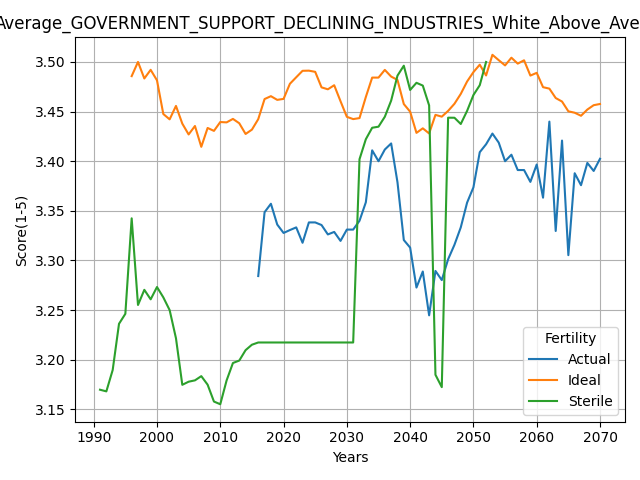 Average_GOVERNMENT_SUPPORT_DECLINING_INDUSTRIES_White_Above_Ave
3.50
3.45
3.40
3.35
3.30
3.25
3.20
3.15
Score(1-5)
1990 2000 2010 2020 2030 2040 2050 2060 2070
Years
Fertility
Actual
Ideal
Sterile